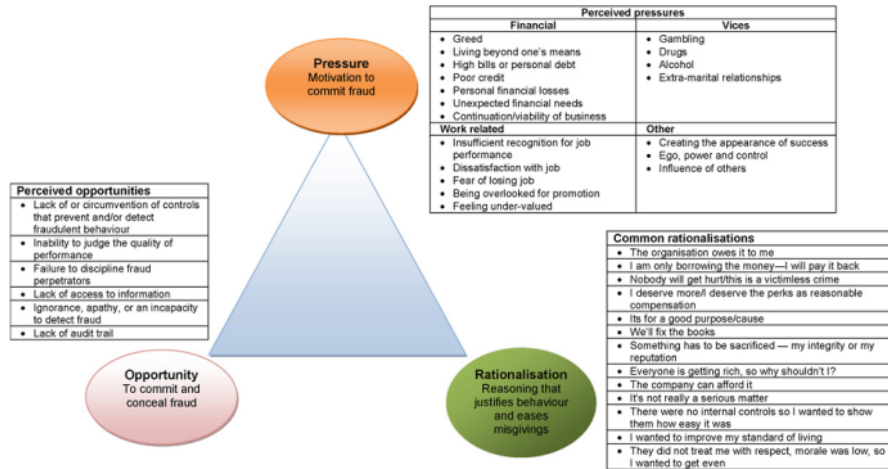 Pressure
Motivation to
commit fraud
Perceived pressures
Financial
Vices
• Greed
• Living beyond one's means
• High bills or personal debt
• Poor credit
• Personal financial losses
• Unexpected financial needs
• Continuation/viability of business
• Gambling
• Drugs
• Alcohol
• Extra-marital relationships
Work related
Other
• Insufficient recognition for job
performance
• Dissatisfaction with job
• Fear of losing job
• Being overlooked for promotion
• Feeling under-valued
• Creating the appearance of success
• Ego, power and control
• Influence of others
Perceived opportunities
• Lack of or circumvention of controls
that prevent and/or detect
fraudulent behaviour
• Inability to judge the quality of
performance
• Failure to discipline fraud
perpetrators
• Lack of access to information
• Ignorance, apathy, or an incapacity
to detect fraud
• Lack of audit trail
Opportunity
To commit and
conceal fraud
Rationalisation
Reasoning that
justifies behaviour
and eases
misgivings
Common rationalisations
• The organisation owes it to me
• I am only borrowing the money—I will pay it back
• Nobody will get hurt/this is a victimless crime
• I deserve more/I deserve the perks as reasonable
compensation
• Its for a good purpose/cause
• We'll fix the books
• Something has to be sacrificed — my integrity or my
reputation
• Everyone is getting rich, so why shouldn't I?
• The company can afford it
• It's not really a serious matter
• There were no internal controls so I wanted to show
them how easy it was
• I wanted to improve my standard of living
• They did not treat me with respect, morale was low, so
I wanted to get even